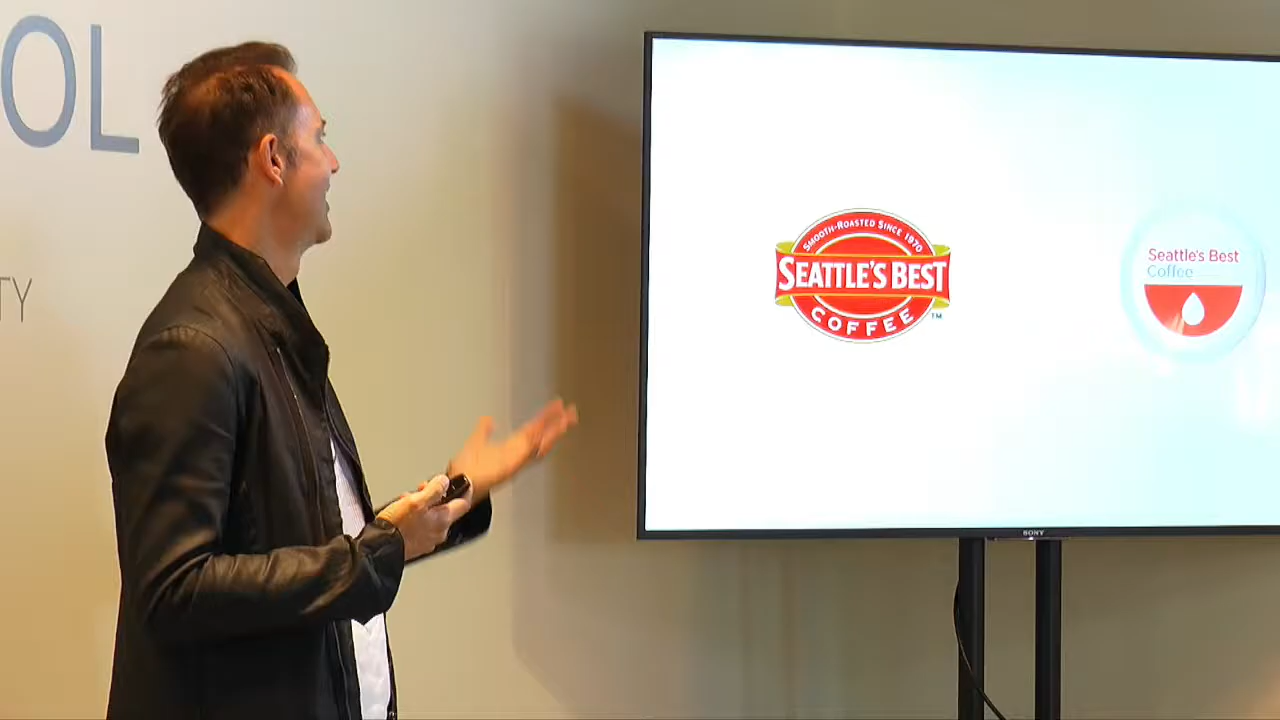 OL
TY
SMOOTH-ROASTED SINCE 1970
SEATTLE'S BEST
COFFEE
TM
Seattle's Best
Coffee
SONY